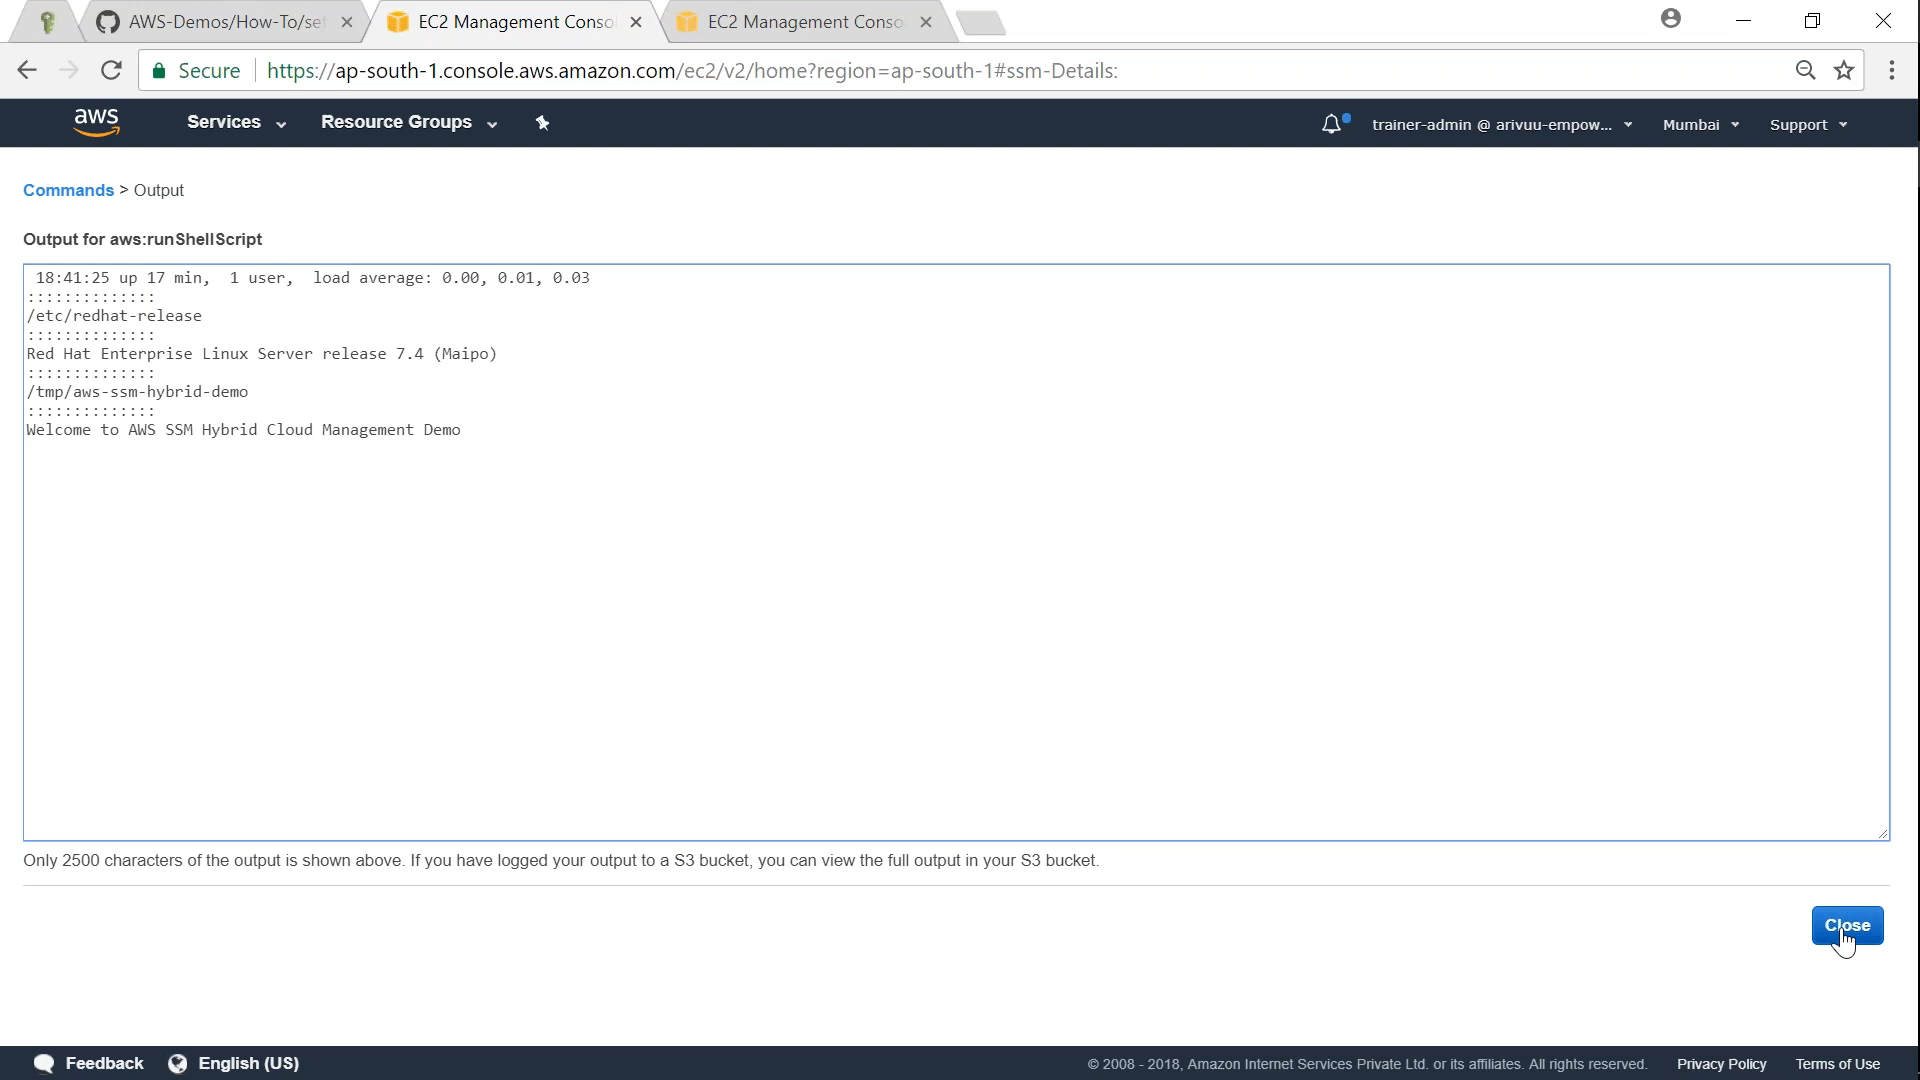 AWS-Demos/How-To/set
EC2 Management Conso
EC2 Management Conso
Secure
https://ap-south-1.console.aws.amazon.com/ec2/v2/home?region=ap-south-1#ssm-Details:
aws
Services
Resource Groups
trainer-admin @ arivuu-empow...
Mumbai
Support
Commands > Output
Output for aws:runShellScript
18:41:25 up 17 min, 1 user, load average: 0.00, 0.01, 0.03
::::::::::::::
/etc/redhat-release
::::::::::::::
Red Hat Enterprise Linux Server release 7.4 (Maipo)
::::::::::::::
/tmp/aws-ssm-hybrid-demo
::::::::::::::
Welcome to AWS SSM Hybrid Cloud Management Demo
Only 2500 characters of the output is shown above. If you have logged your output to a S3 bucket, you can view the full output in your S3 bucket.
Close
Feedback
English (US)
© 2008 - 2018, Amazon Internet Services Private Ltd. or its affiliates. All rights reserved.
Privacy Policy
Terms of Use